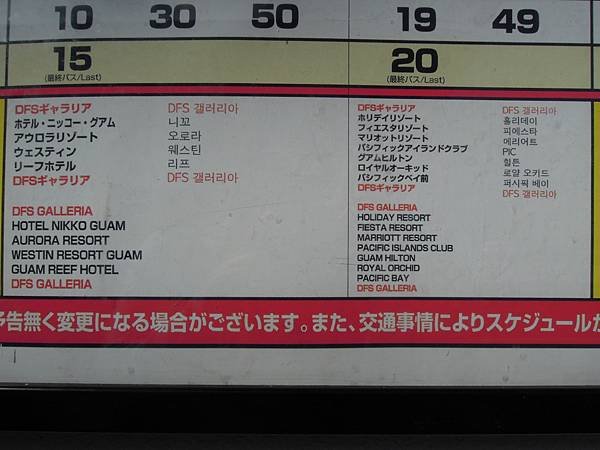 10 30 50
15
(最終バス/Last)
DFSギャラリア DFS 갤러리아
ホテル・ニッコー・グアム 니꼬
アウロラリゾート 오로라
ウェスティン 웨스틴
リーフホテル 리프
DFSギャラリア DFS 갤러리아
DFS GALLERIA
HOTEL NIKKO GUAM
AURORA RESORT
WESTIN RESORT GUAM
GUAM REEF HOTEL
DFS GALLERIA
19 49
20
(最終バス/Last)
DFSギャラリア DFS 갤러리아
ホリデイリゾート 홀리데이
フィエスタリゾート 피에스타
マリオットリゾート 메리어트
パシフィックアイランドクラブ PIC
グアムヒルトン 힐튼
ロイヤルオーキッド 로얄 오키드
パシフィックベイ前 퍼시픽 베이
DFSギャラリア DFS 갤러리아
DFS GALLERIA
HOLIDAY RESORT
FIESTA RESORT
MARRIOTT RESORT
PACIFIC ISLANDS CLUB
GUAM HILTON
ROYAL ORCHID
PACIFIC BAY
DFS GALLERIA
予告無く変更になる場合がございます。また、交通事情によりスケジュールが